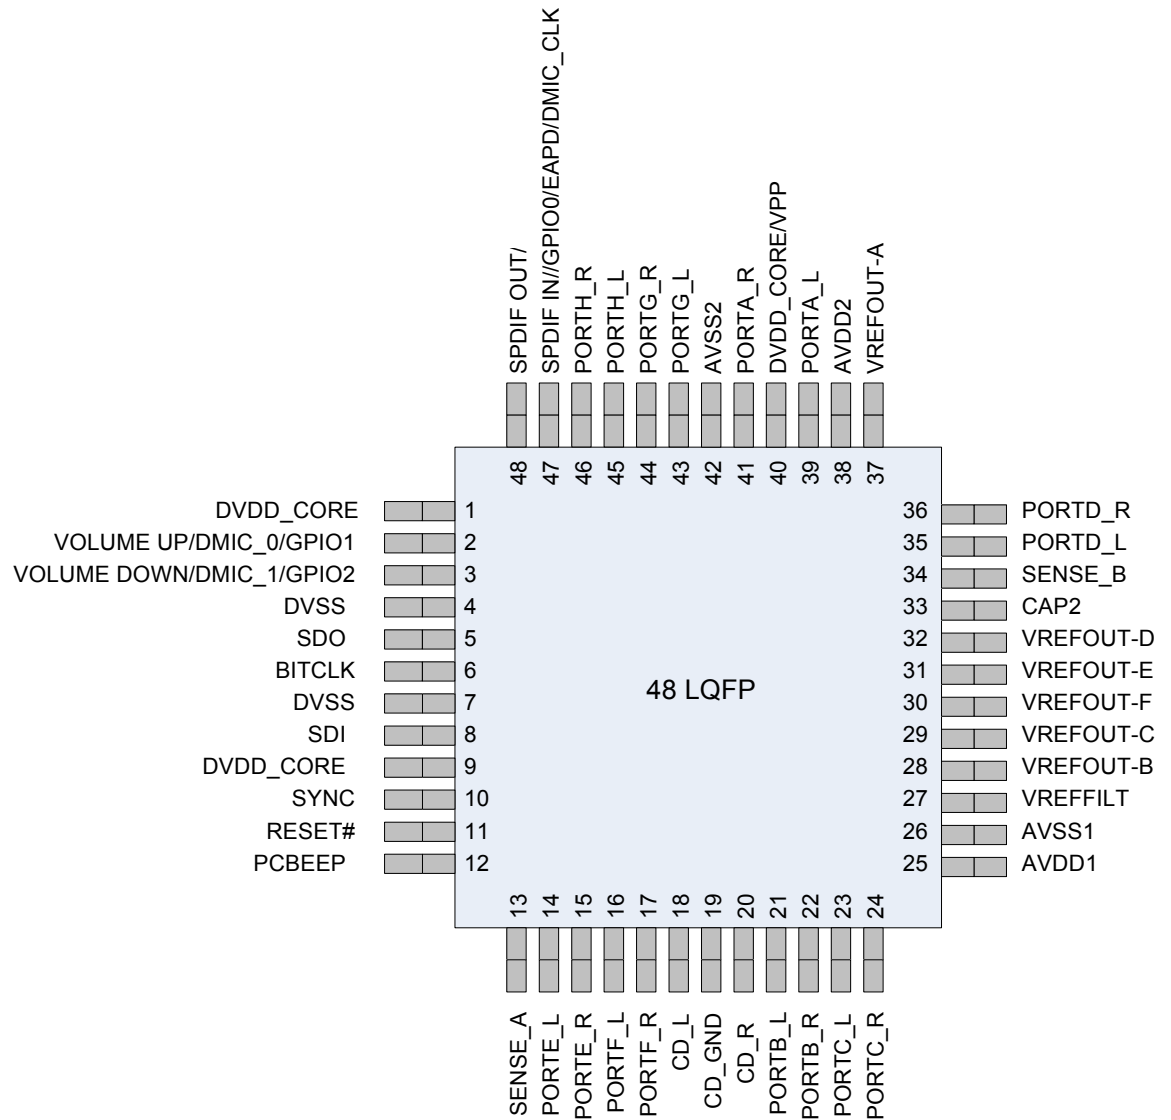 SPDIF OUT/
SPDIF IN//GPIO0/EAPD/DMIC_CLK
PORTH_R
PORTH_L
PORTG_R
PORTG_L
AVSS2
PORTA_R
DVDD_CORE/VPP
PORTA_L
AVDD2
VREFOUT-A
48
47
46
45
44
43
42
41
40
39
38
37
DVDD_CORE 1
VOLUME UP/DMIC_0/GPIO1 2
VOLUME DOWN/DMIC_1/GPIO2 3
DVSS 4
SDO 5
BITCLK 6
DVSS 7
SDI 8
DVDD_CORE 9
SYNC 10
RESET# 11
PCBEEP 12
48 LQFP
36 PORTD_R
35 PORTD_L
34 SENSE_B
33 CAP2
32 VREFOUT-D
31 VREFOUT-E
30 VREFOUT-F
29 VREFOUT-C
28 VREFOUT-B
27 VREFFILT
26 AVSS1
25 AVDD1
13
14
15
16
17
18
19
20
21
22
23
24
SENSE_A
PORTE_L
PORTE_R
PORTF_L
PORTF_R
CD_L
CD_GND
CD_R
PORTB_L
PORTB_R
PORTC_L
PORTC_R